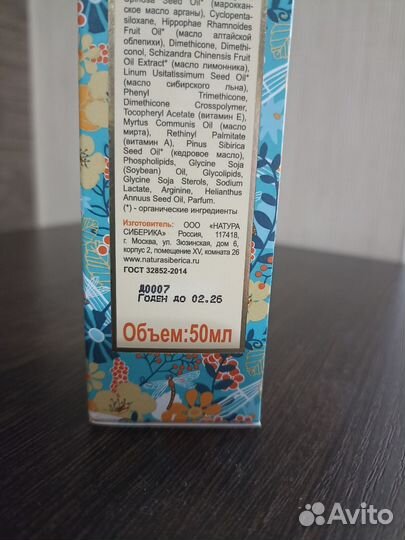 Spinosa Seed Oil* (марокkan-
ское масло арганы), Cyclopenta-
siloxane, Hippophae Rhamnoides
Fruit Oil* (масло алтайской
облепихи), Dimethicone, Dimethi-
conol, Schizandra Chinensis Fruit
Oil Extract* (масло лимонника),
Linum Usitatissimum Seed Oil*
(масло сибирского льна),
Phenyl Trimethicone,
Dimethicone Crosspolymer,
Tocopheryl Acetate (витамин E),
Myrtus Communis Oil (масло
мирта), Rethinyl Palmitate
(витамин А), Pinus Sibirica
Seed Oil* (кедровое масло),
Phospholipids, Glycine Soja
(Soybean) Oil, Glycolipids,
Glycine Soja Sterols, Sodium
Lactate, Arginine, Helianthus
Annuus Seed Oil, Parfum.
(*) - органические ингредиенты
Изготовитель: ООО «НАТУРА
СИБЕРИКА» Россия, 117418,
г. Москва, ул. Зюзинская, дом 6,
корпус 2, помещение XV, комната 26
www.naturasiberica.ru
ГОСТ 32852-2014
Д0007
Годен до 02.26
Объем:50мл
Avito